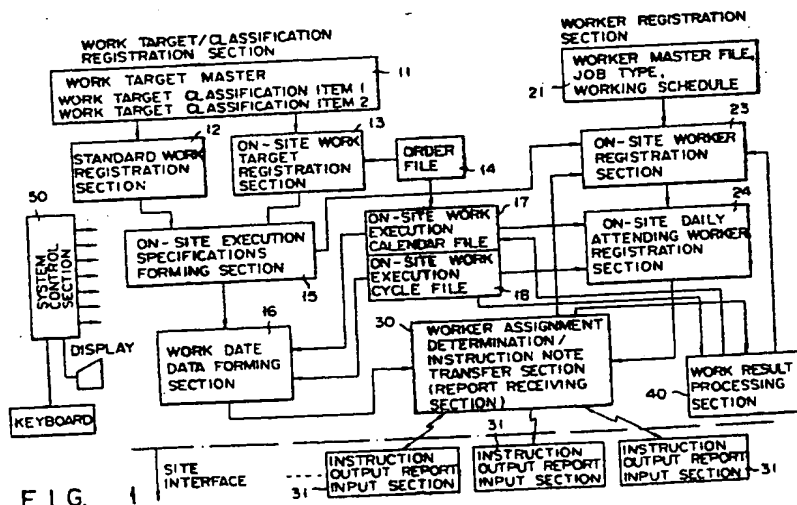 WORK TARGET/CLASSIFICATION
REGISTRATION SECTION
WORK TARGET MASTER
WORK TARGET CLASSIFICATION ITEM 1
WORK TARGET CLASSIFICATION ITEM 2
11
WORKER REGISTRATION
SECTION
WORKER MASTER FILE,
JOB TYPE,
WORKING SCHEDULE
21
12
STANDARD WORK
REGISTRATION
SECTION
13
ON-SITE WORK
TARGET
REGISTRATION
SECTION
ORDER
FILE
14
23
ON-SITE WORKER
REGISTRATION
SECTION
50
SYSTEM
CONTROL
SECTION
ON-SITE EXECUTION
SPECIFICATIONS
FORMING SECTION
15
17
ON-SITE WORK
EXECUTION
CALENDAR FILE
ON-SITE WORK
EXECUTION
CYCLE FILE
18
24
ON-SITE DAILY
ATTENDING WORKER
REGISTRATION
SECTION
DISPLAY
KEYBOARD
16
WORK DATE
DATA FORMING
SECTION
30
WORKER ASSIGNMENT
DETERMINATION/
INSTRUCTION NOTE
TRANSFER SECTION
(REPORT RECEIVING
SECTION)
WORK RESULT
PROCESSING
SECTION
40
SITE
INTERFACE
INSTRUCTION
OUTPUT REPORT
INPUT SECTION
31
31
INSTRUCTION
OUTPUT REPORT
INPUT SECTION
INSTRUCTION
OUTPUT REPORT
INPUT SECTION
31
FIG. 1